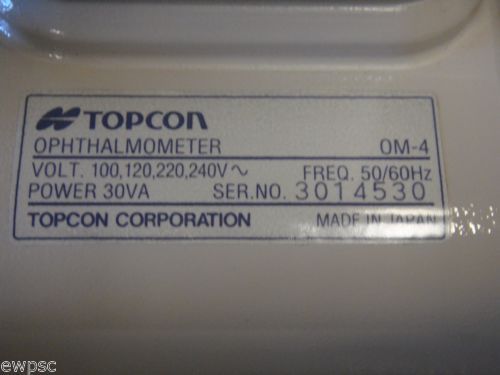 TOPCON
OPHTHALMOMETER OM-4
VOLT. 100,120,220,240V~ FREQ. 50/60Hz
POWER 30VA SER.NO. 3014530
TOPCON CORPORATION MADE IN JAPAN
ewpsc